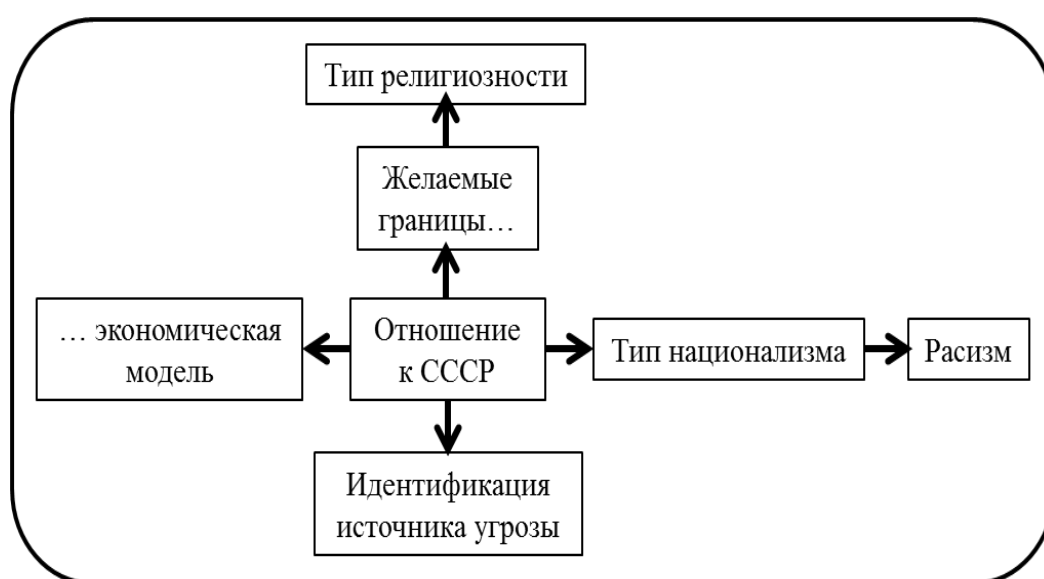 Тип религиозности
Желаемые
границы…
… экономическая
модель
Отношение
к СССР
Тип национализма
Расизм
Идентификация
источника угрозы